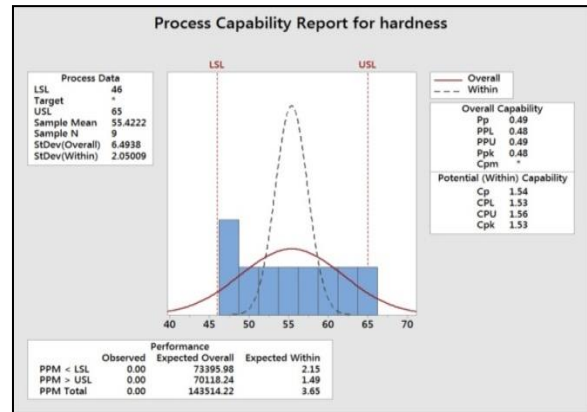 Process Capability Report for hardness
LSL USL
Process Data
LSL 46
Target *
USL 65
Sample Mean 55.4222
Sample N 9
StDev(Overall) 6.4938
StDev(Within) 2.05009
Overall
Within
Overall Capability
Pp 0.49
PPL 0.48
PPU 0.49
Ppk 0.48
Cpm *
Potential (Within) Capability
Cp 1.54
CPL 1.53
CPU 1.56
Cpk 1.53
40 45 50 55 60 65 70
Performance
Observed Expected Overall Expected Within
PPM < LSL 0.00 73395.98 2.15
PPM > USL 0.00 70118.24 1.49
PPM Total 0.00 143514.22 3.65